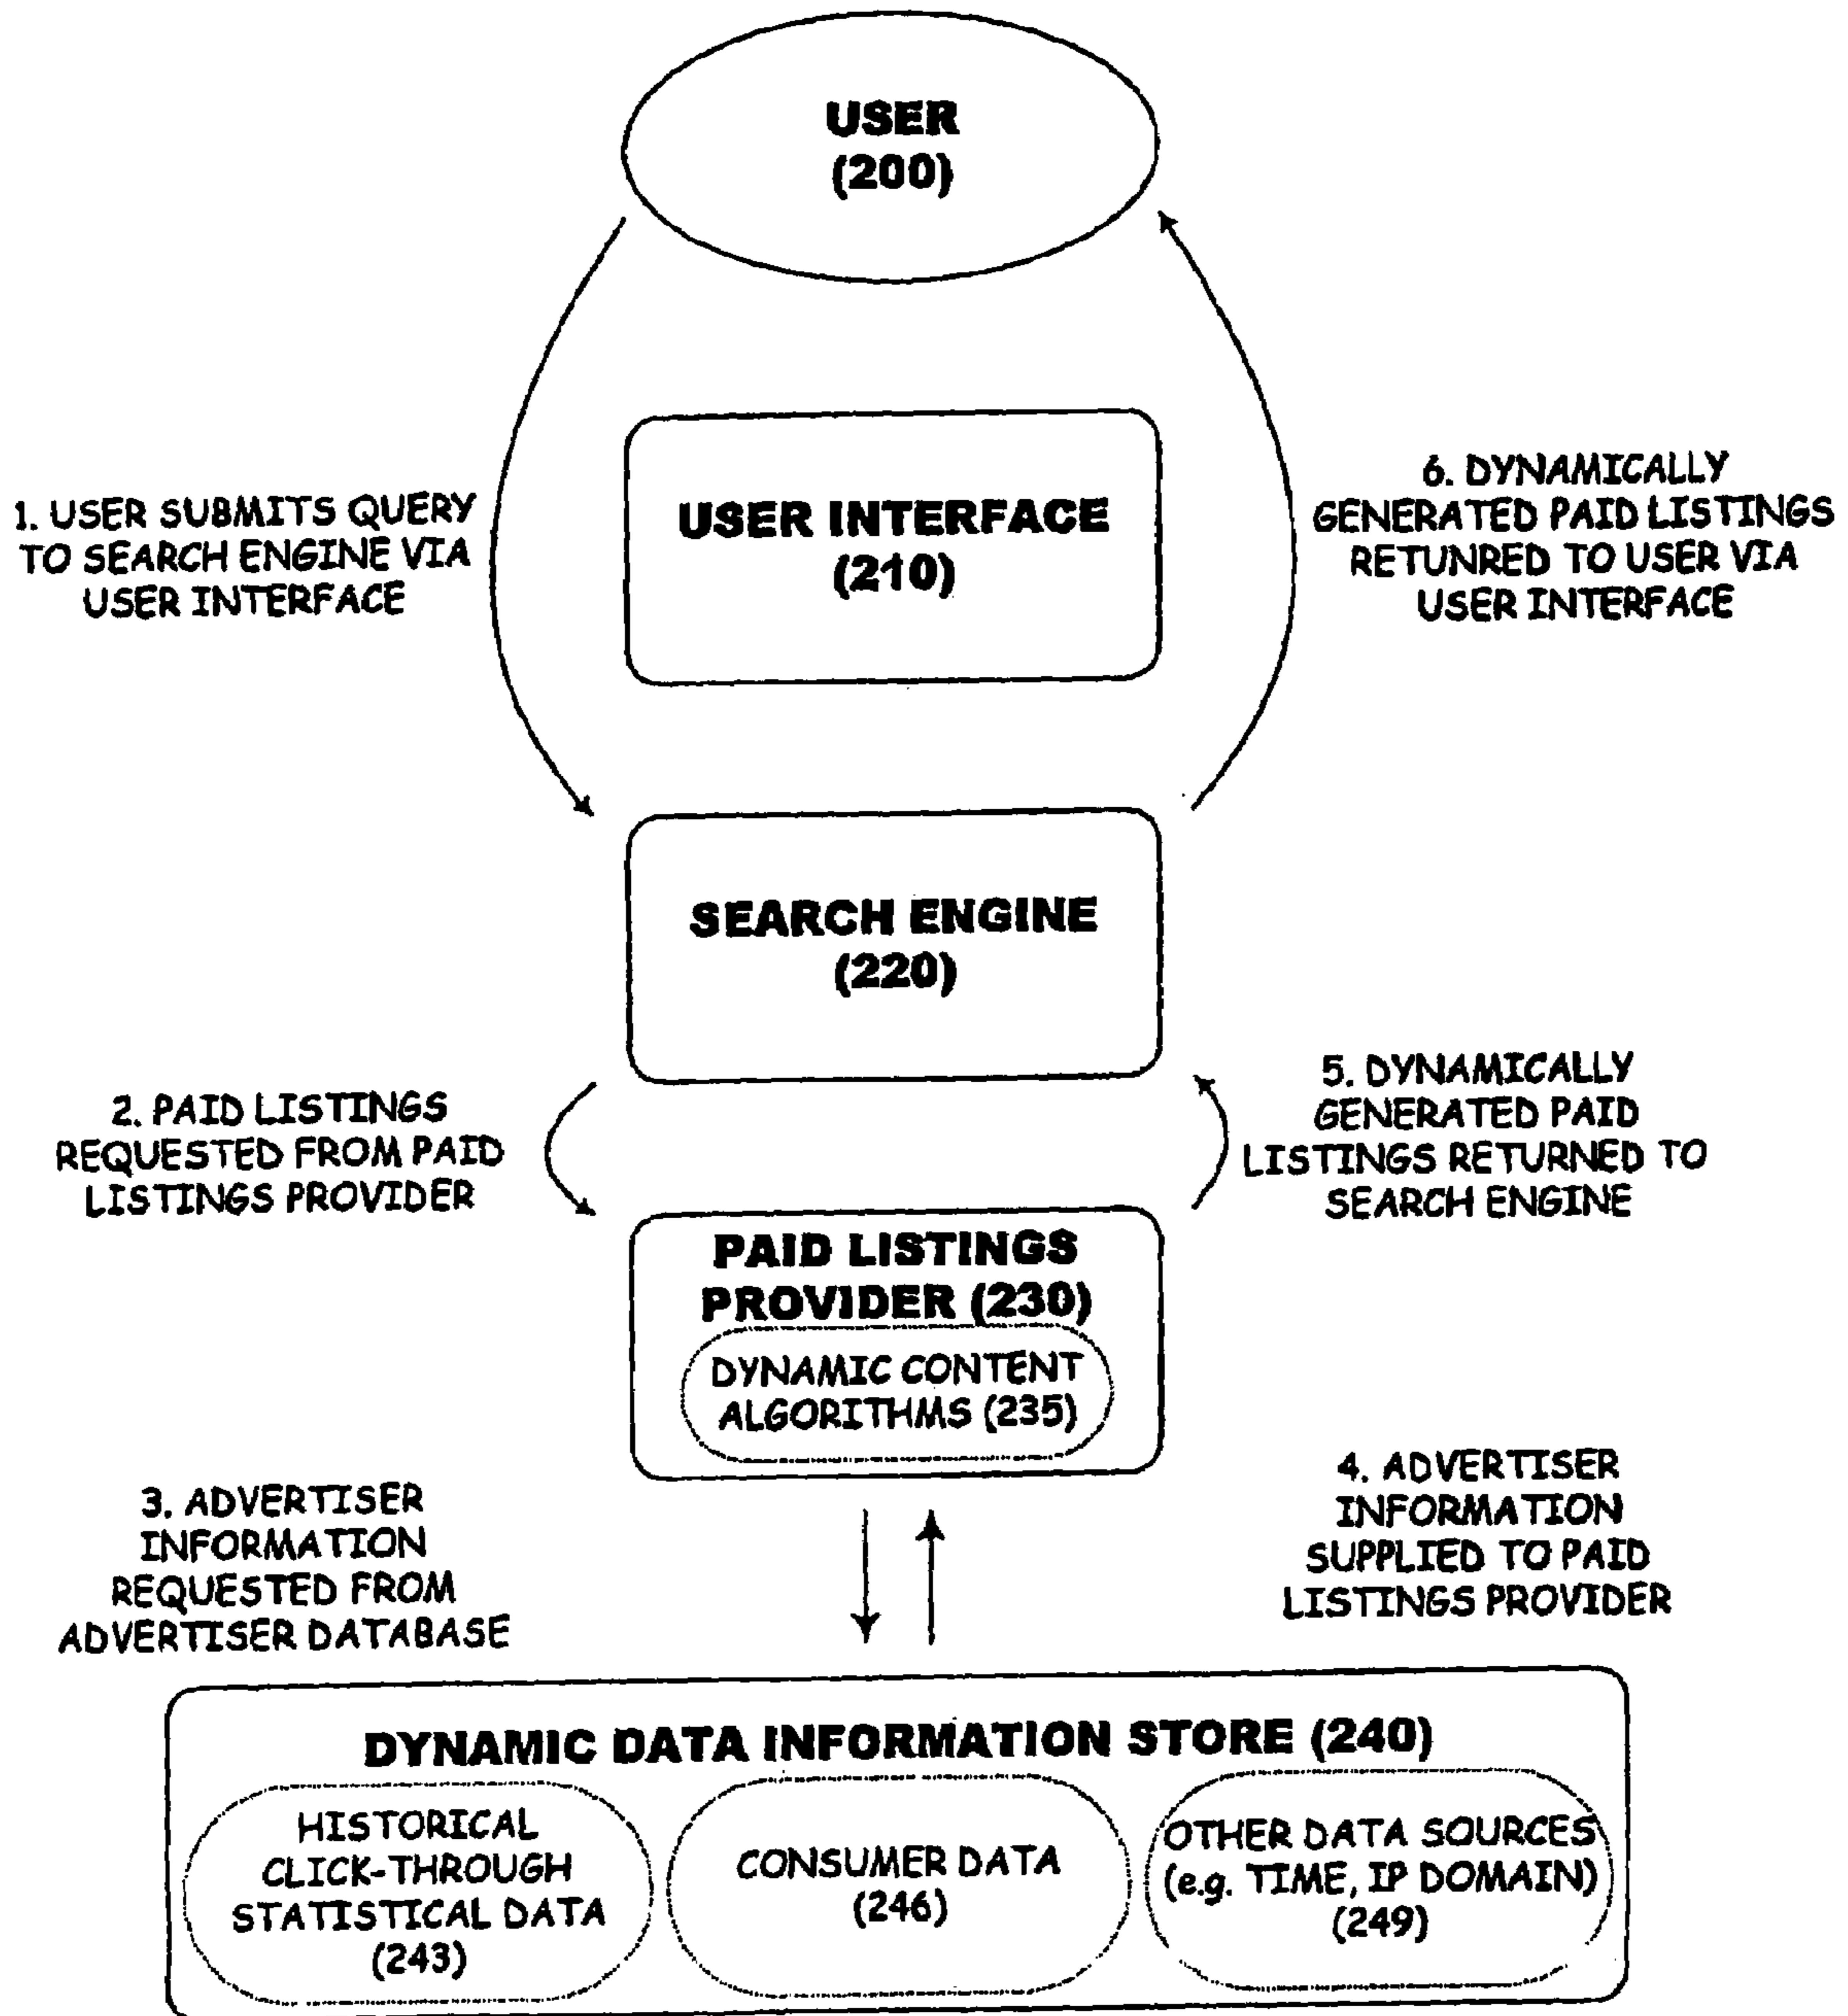 USER
(200)
1. USER SUBMITS QUERY
TO SEARCH ENGINE VIA
USER INTERFACE
USER INTERFACE
(210)
6. DYNAMICALLY
GENERATED PAID LISTINGS
RETUNRED TO USER VIA
USER INTERFACE
SEARCH ENGINE
(220)
2. PAID LISTINGS
REQUESTED FROM PAID
LISTINGS PROVIDER
5. DYNAMICALLY
GENERATED PAID
LISTINGS RETURNED TO
SEARCH ENGINE
PAID LISTINGS
PROVIDER (230)
DYNAMIC CONTENT
ALGORITHMS (235)
3. ADVERTISER
INFORMATION
REQUESTED FROM
ADVERTISER DATABASE
4. ADVERTISER
INFORMATION
SUPPLIED TO PAID
LISTINGS PROVIDER
DYNAMIC DATA INFORMATION STORE (240)
HISTORICAL
CLICK-THROUGH
STATISTICAL DATA
(243)
CONSUMER DATA
(246)
OTHER DATA SOURCES
(e.g. TIME, IP DOMAIN)
(249)